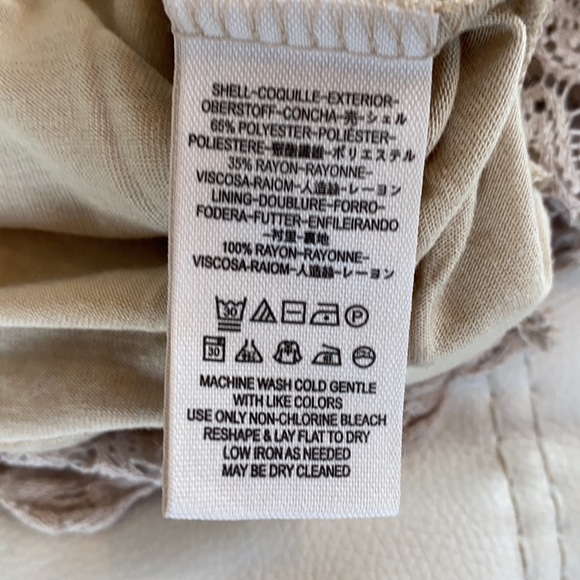 SHELL-COQUILLE-EXTERIOR-
OBERSTOFF-CONCHA-売-シェル
65% POLYESTER-POLIÉSTER-
POLIESTERE-聚酯纖維-ポリエステル
35% RAYON-RAYONNE-
VISCOSA-RAIOM-人造絲-レーヨン
LINING-DOUBLURE-FORRO-
FODERA-FUTTER-ENFILEIRANDO
-衬里-裏地
100% RAYON-RAYONNE-
VISCOSA-RAIOM-人造絲-レーヨン
30 P
30
MACHINE WASH COLD GENTLE
WITH LIKE COLORS
USE ONLY NON-CHLORINE BLEACH
RESHAPE & LAY FLAT TO DRY
LOW IRON AS NEEDED
MAY BE DRY CLEANED